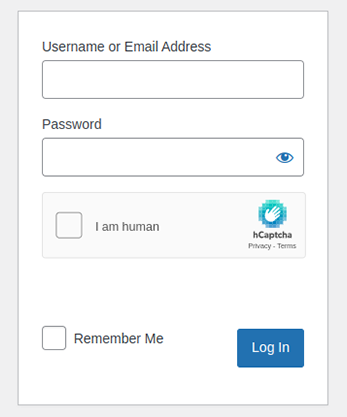 Username or Email Address
Password
I am human
hCaptcha
Privacy - Terms
Remember Me
Log In